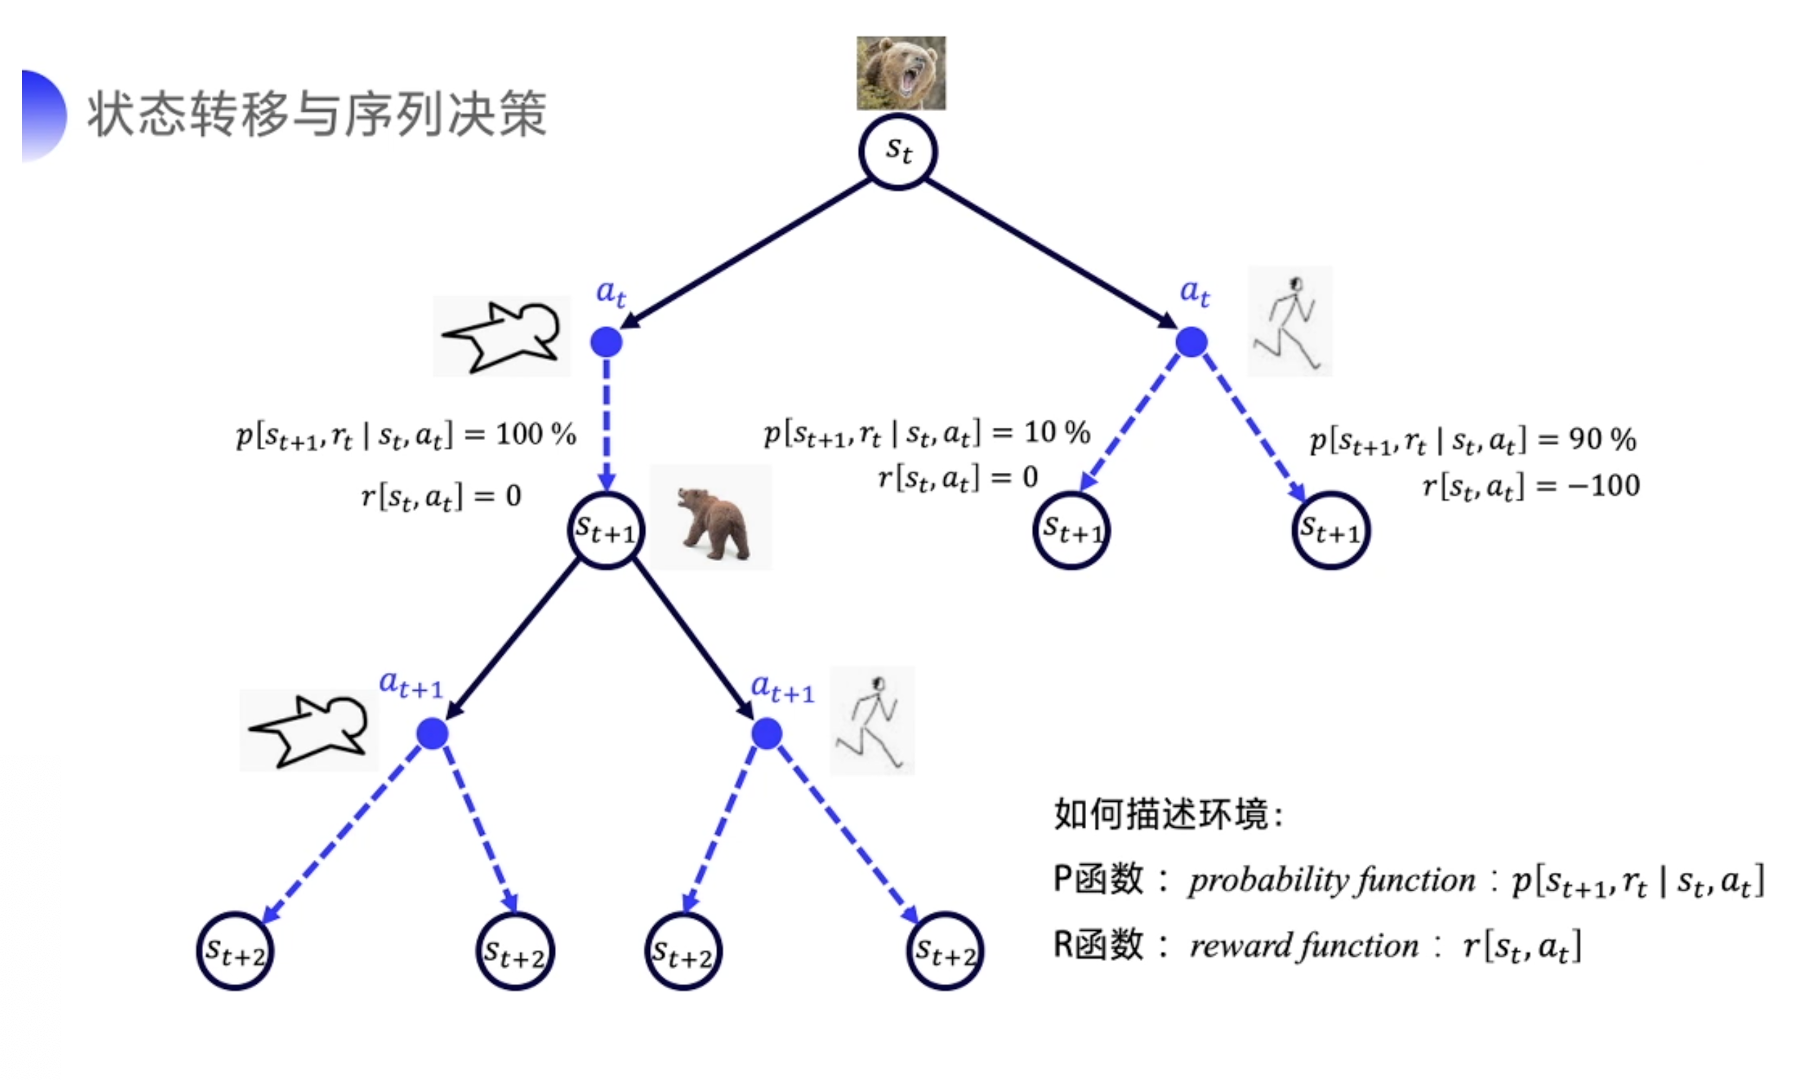 状态转移与序列决策
s_t
a_t
a_t
p[s_{t+1}, r_t | s_t, a_t] = 100 %
r[s_t, a_t] = 0
p[s_{t+1}, r_t | s_t, a_t] = 10 %
r[s_t, a_t] = 0
p[s_{t+1}, r_t | s_t, a_t] = 90 %
r[s_t, a_t] = −100
s_{t+1}
s_{t+1}
s_{t+1}
a_{t+1}
a_{t+1}
s_{t+2}
s_{t+2}
s_{t+2}
s_{t+2}
如何描述环境：
P函数： probability function : p[s_{t+1}, r_t | s_t, a_t]
R函数： reward function : r[s_t, a_t]